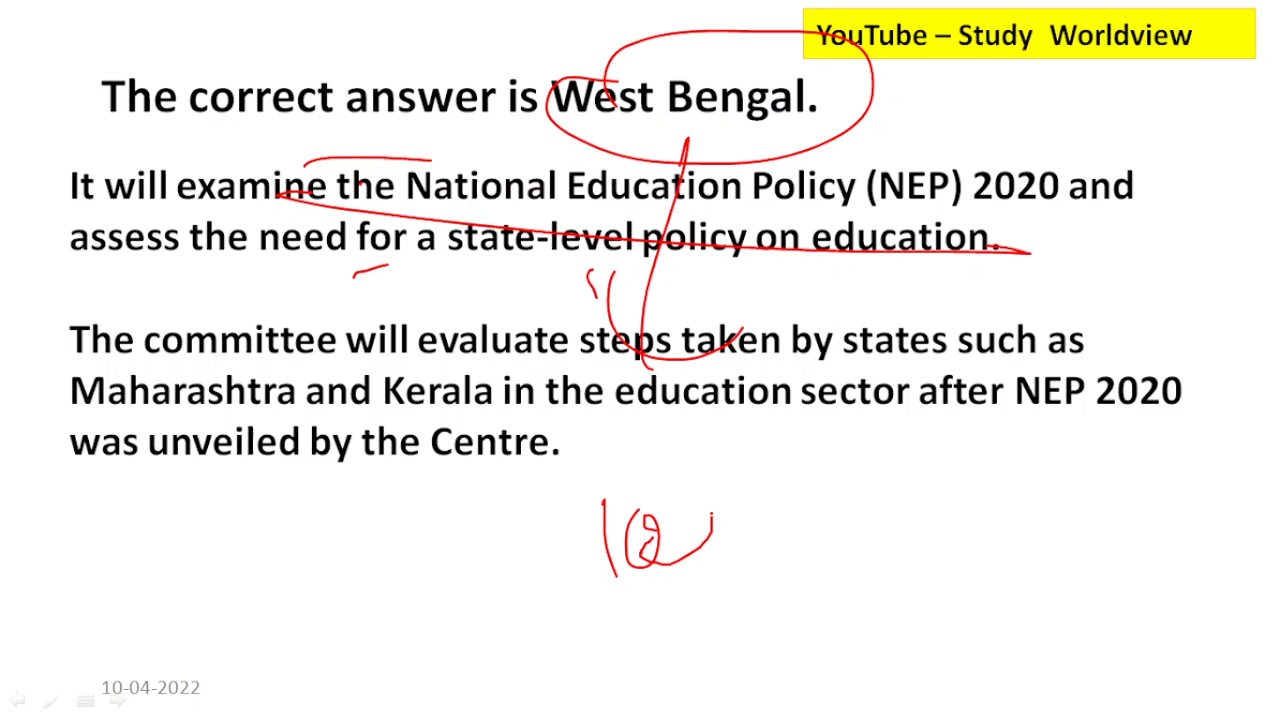 YouTube – Study Worldview
The correct answer is West Bengal.
It will examine the National Education Policy (NEP) 2020 and
assess the need for a state-level policy on education.
The committee will evaluate steps taken by states such as
Maharashtra and Kerala in the education sector after NEP 2020
was unveiled by the Centre.
10-04-2022